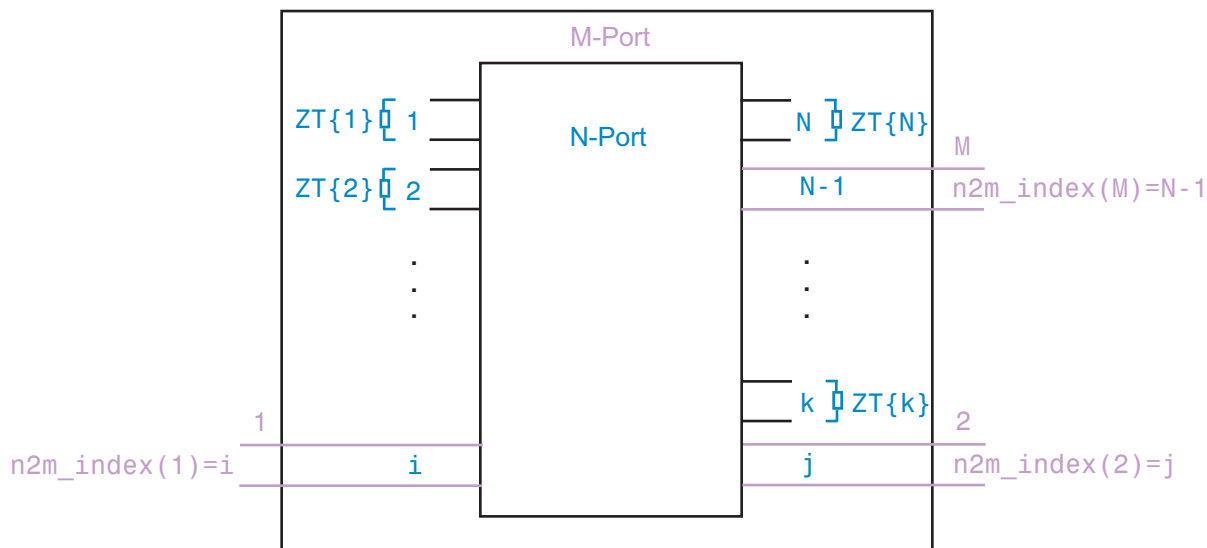 M-Port
ZT{1} 1
N ZT{N}
N-Port
M
ZT{2} 2
N-1
n2m_index(M)=N-1
.
.
.
.
.
.
k ZT{k}
1
2
n2m_index(1)=i
i
j
n2m_index(2)=j